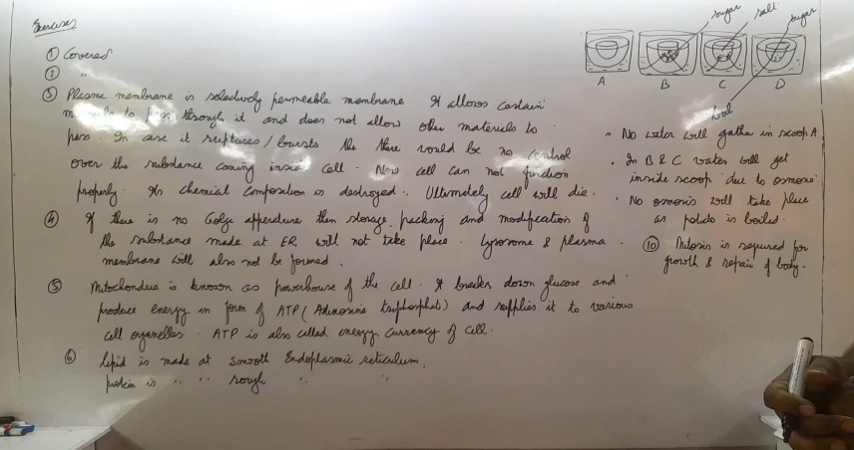 Exercises
① Covered
② "
③ Plasma membrane is selectively permeable membrane. It allows certain
to pass through it and does not allow other materials to
pass. In case it ruptures / bursts the there would be no control
over the substance coming inside cell. Now cell can not function
properly. Its chemical composition is destroyed. Ultimately cell will die.
④ If there is no Golgi apperature then storage, packing and modification of
the substance made at ER will not take place. Lysosome & plasma
membrane will also not be formed.
⑤ Mitochondria is known as powerhouse of the cell. It breaks down glucose and
produce energy in form of ATP (Adinosine triphosphate) and supplies it to various
cell organelles. ATP is also called energy currency of cell.
⑥ Lipid is made at Smooth Endoplasmic reticulum.
protein is " " rough " "
sugar salt sugar
A B C D
boil
• No water will gather in scoop A
• In B & C water will get
inside scoop due to osmosis
• No osmosis will take place
as potato is boiled.
⑩ Mitosis is required for
growth & repair of body.